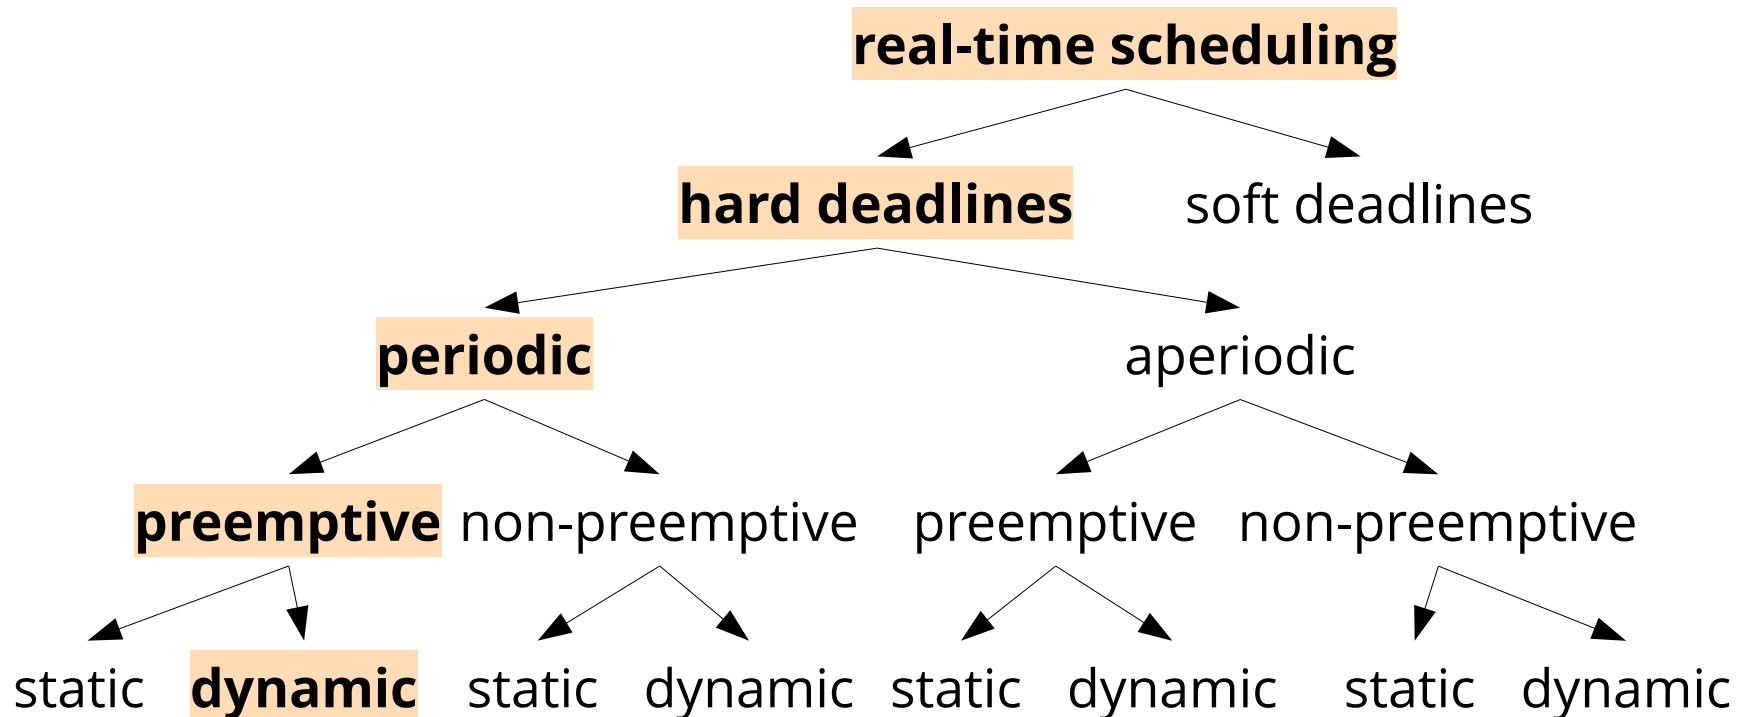 real-time scheduling
hard deadlines soft deadlines
periodic aperiodic
preemptive non-preemptive preemptive non-preemptive
static dynamic static dynamic static dynamic static dynamic